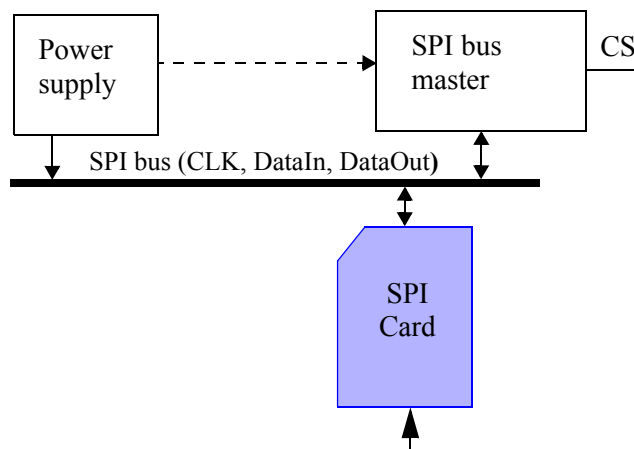 Power
supply
SPI bus
master
CS
SPI bus (CLK, DataIn, DataOut)
SPI
Card